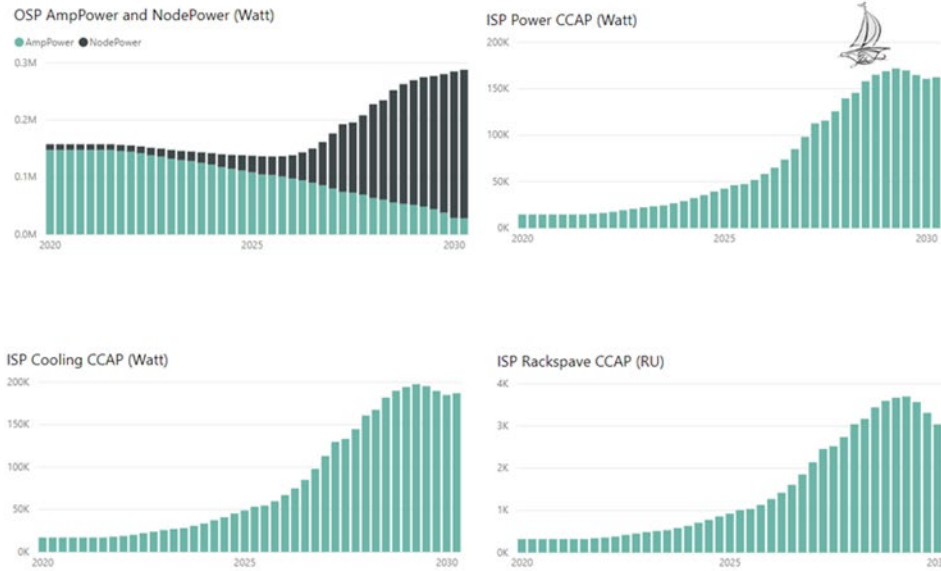 OSP AmpPower and NodePower (Watt)
AmpPower NodePower
0.3M
0.2M
0.1M
0.0M
2020 2025 2030
ISP Power CCAP (Watt)
200K
150K
100K
50K
0K
2020 2025 2030
ISP Cooling CCAP (Watt)
200K
150K
100K
50K
0K
2020 2025 2030
ISP Rackspave CCAP (RU)
4K
3K
2K
1K
0K
2020 2025 203